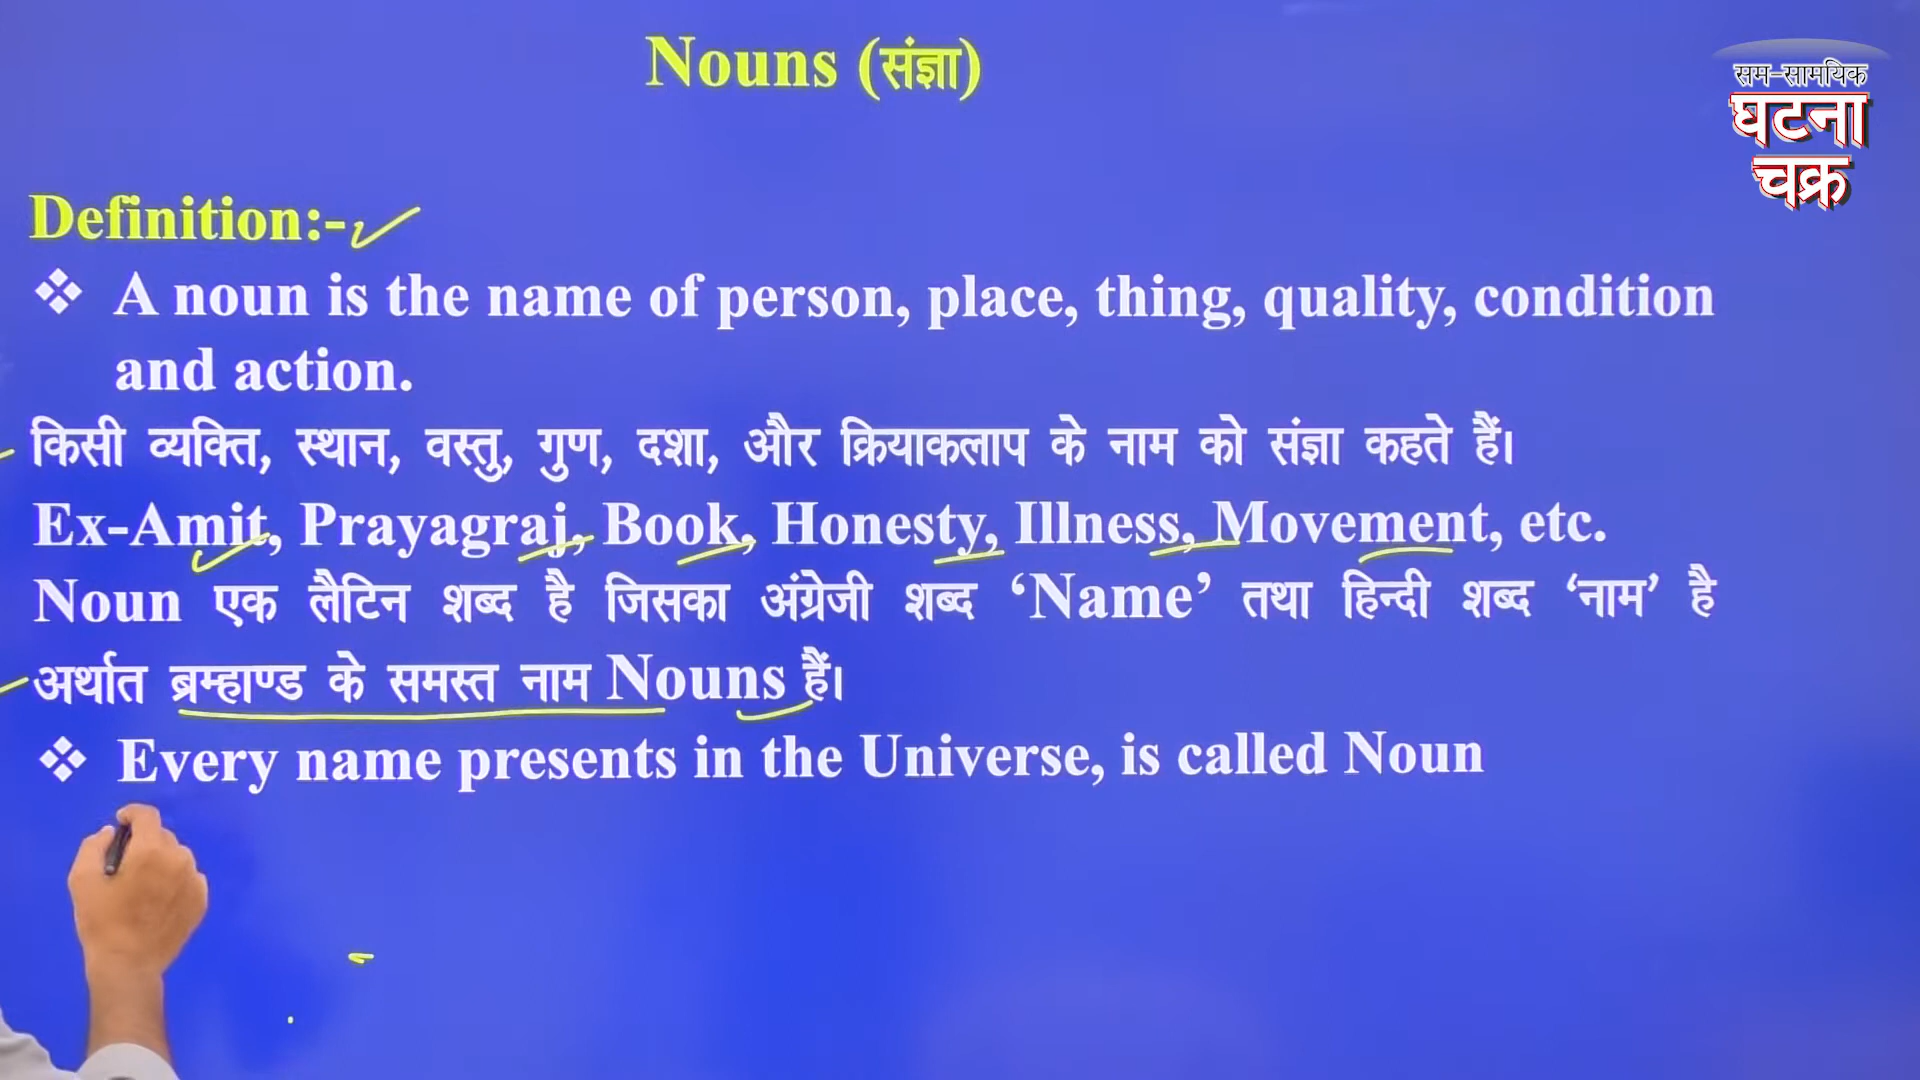 Nouns (संज्ञा)
सम-सामयिक
घटना
चक्र
Definition:-
❖ A noun is the name of person, place, thing, quality, condition
and action.
किसी व्यक्ति, स्थान, वस्तु, गुण, दशा, और क्रियाकलाप के नाम को संज्ञा कहते हैं।
Ex-Amit, Prayagraj, Book, Honesty, Illness, Movement, etc.
Noun एक लैटिन शब्द है जिसका अंग्रेजी शब्द ‘Name’ तथा हिन्दी शब्द ‘नाम’ है
अर्थात ब्रम्हाण्ड के समस्त नाम Nouns हैं।
❖ Every name presents in the Universe, is called Noun